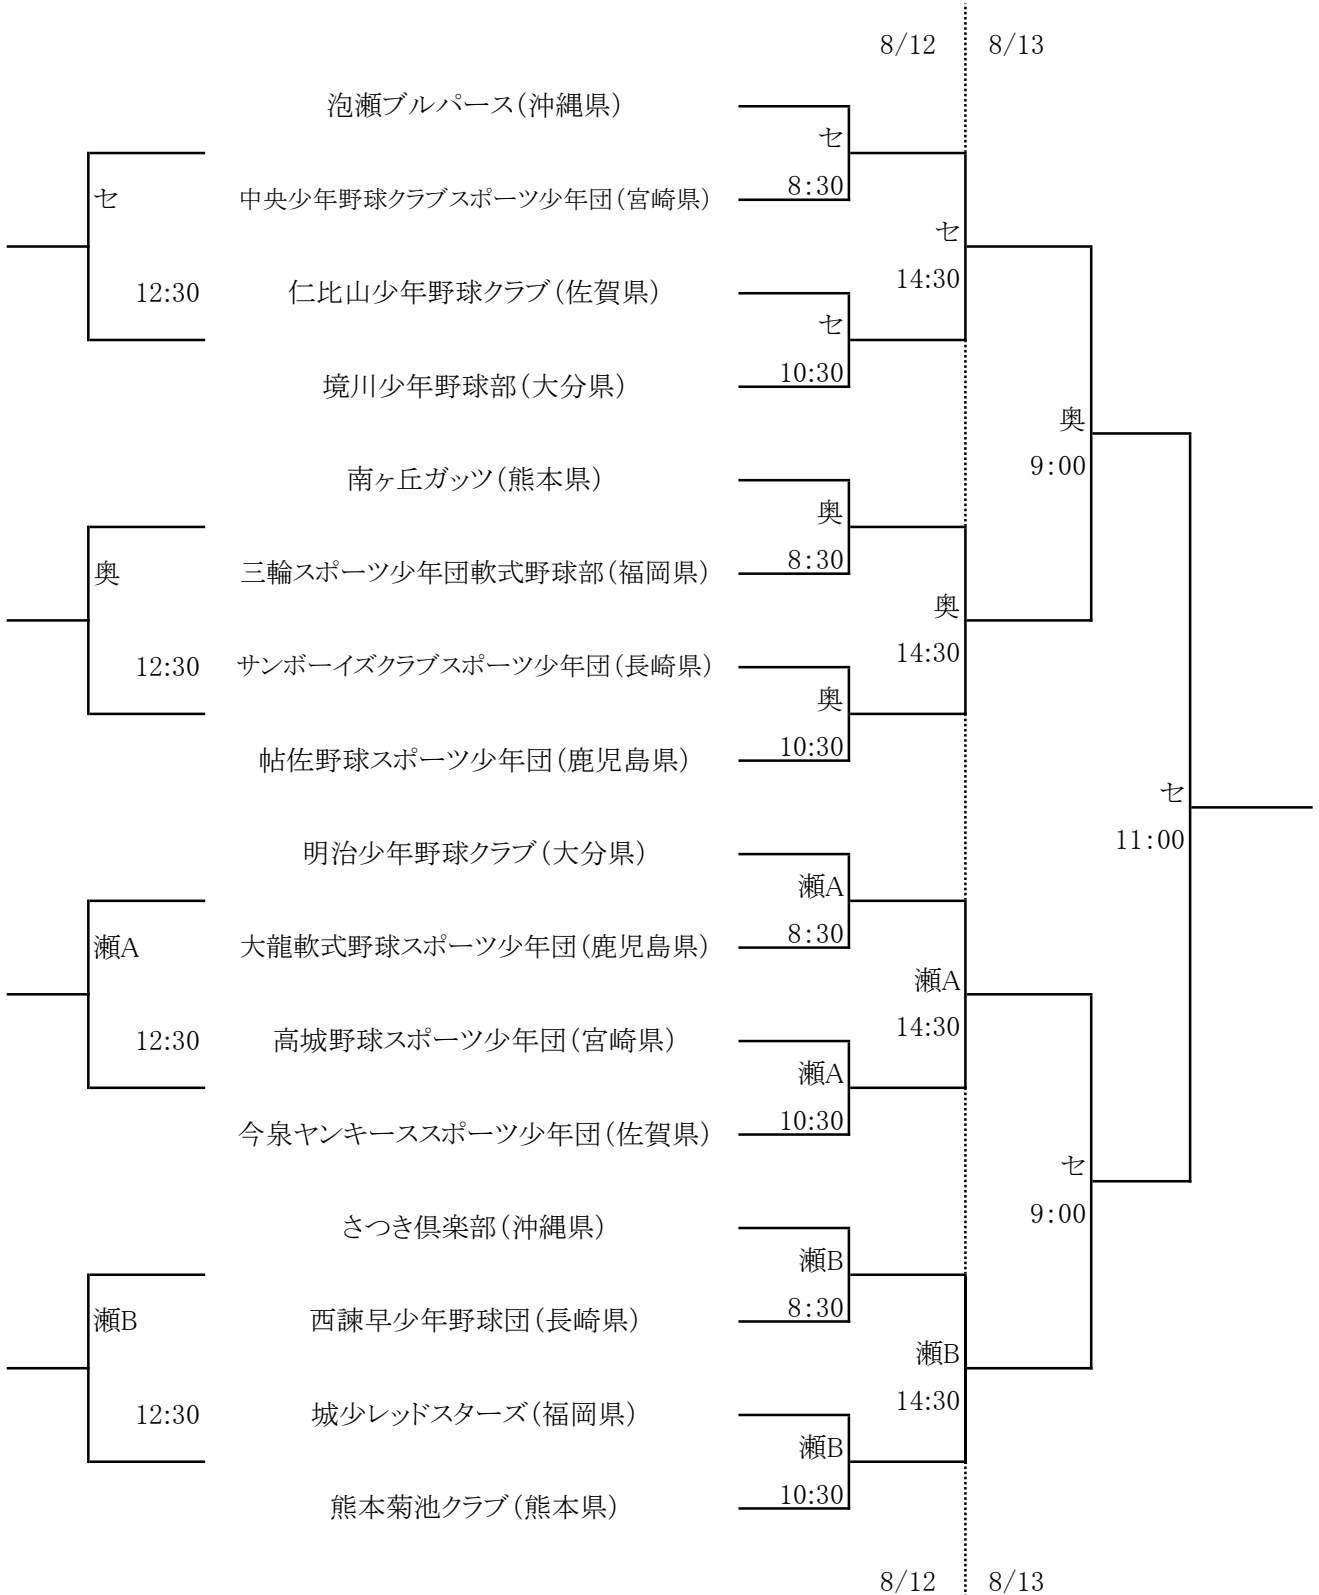 8/12 8/13
泡瀬ブルパース(沖縄県)
セ
セ 中央少年野球クラブスポーツ少年団(宮崎県) 8:30
セ
12:30 仁比山少年野球クラブ(佐賀県) 14:30
セ
境川少年野球部(大分県) 10:30
奥
南ヶ丘ガッツ(熊本県) 9:00
奥
奥 三輪スポーツ少年団軟式野球部(福岡県) 8:30
奥
12:30 サンボーイズクラブスポーツ少年団(長崎県) 14:30
奥
帖佐野球スポーツ少年団(鹿児島県) 10:30
セ
明治少年野球クラブ(大分県) 11:00
瀬A
瀬A 大龍軟式野球スポーツ少年団(鹿児島県) 8:30
瀬A
12:30 高城野球スポーツ少年団(宮崎県) 14:30
瀬A
今泉ヤンキーススポーツ少年団(佐賀県) 10:30
セ
さつき倶楽部(沖縄県) 9:00
瀬B
瀬B 西諫早少年野球団(長崎県) 8:30
瀬B
12:30 城少レッドスターズ(福岡県) 14:30
瀬B
熊本菊池クラブ(熊本県) 10:30
8/12 8/13